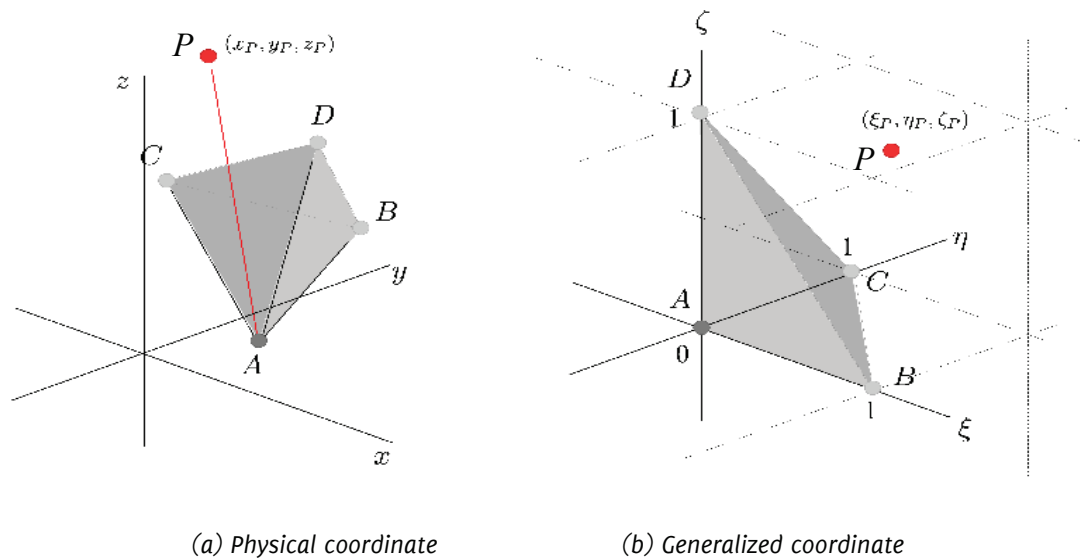 P (x_P, y_P, z_P)
z
D
C
B
y
A
x
ζ
D
1
(ξ_P, η_P, ζ_P)
P
η
1
C
A
0
B
1
ξ
(a) Physical coordinate
(b) Generalized coordinate